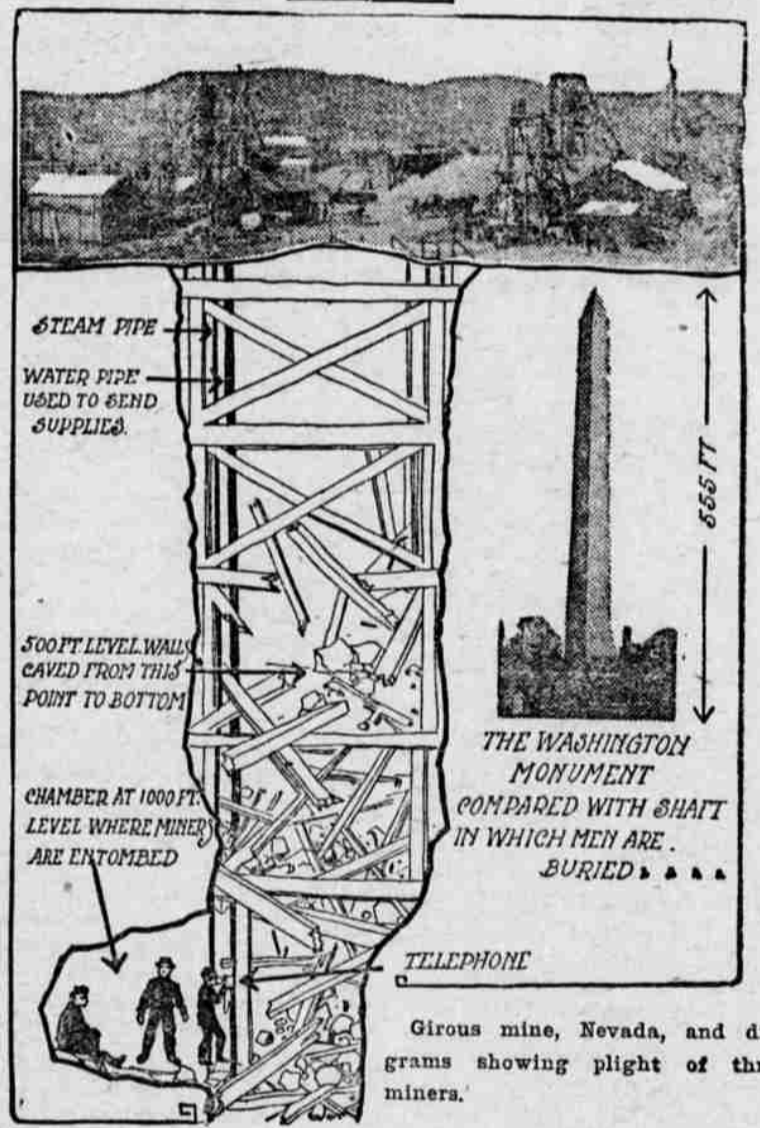 STEAM PIPE
WATER PIPE
USED TO SEND
SUPPLIES.
500 FT. LEVEL. WALLS
CAVED FROM THIS
POINT TO BOTTOM
CHAMBER AT 1000 FT.
LEVEL WHERE MINERS
ARE ENTOMBED
555 FT
THE WASHINGTON
MONUMENT
COMPARED WITH SHAFT
IN WHICH MEN ARE.
BURIED
TELEPHONE
Girous mine, Nevada, and
grams showing plight of
miners.